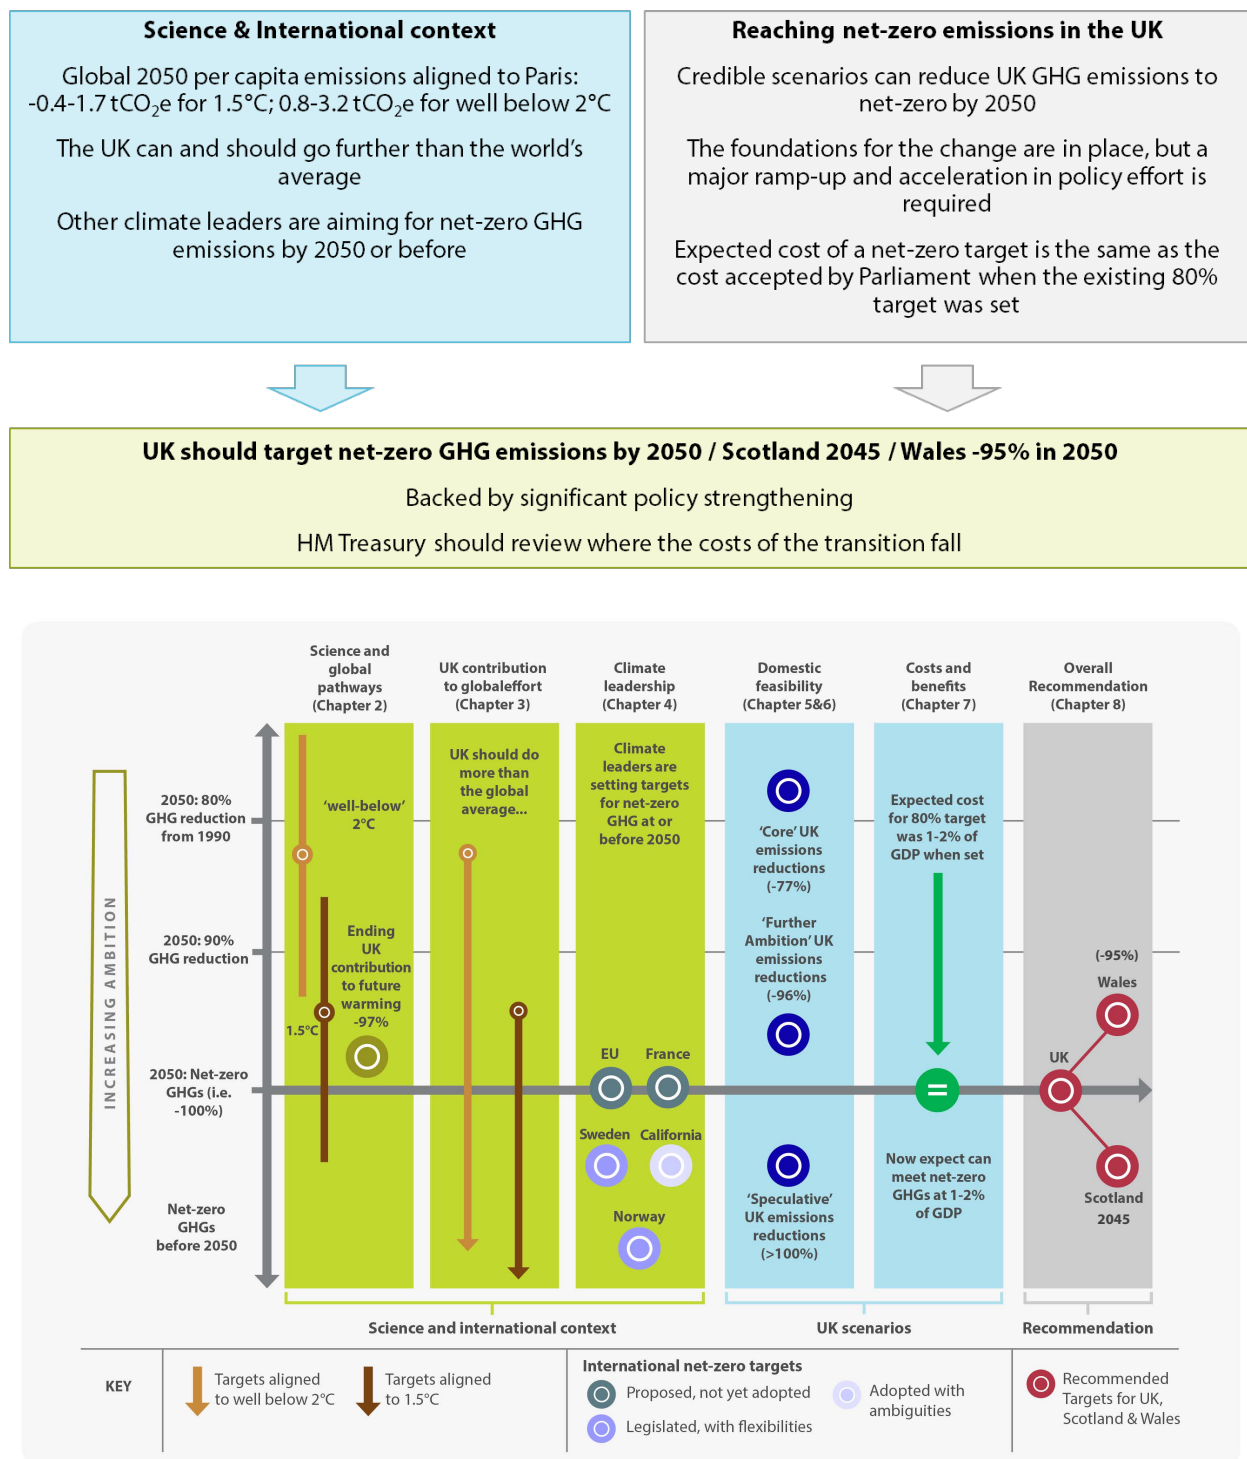 Science & International context
Global 2050 per capita emissions aligned to Paris:
-0.4-1.7 tCO₂e for 1.5°C; 0.8-3.2 tCO₂e for well below 2°C
The UK can and should go further than the world's
average
Other climate leaders are aiming for net-zero GHG
emissions by 2050 or before
Reaching net-zero emissions in the UK
Credible scenarios can reduce UK GHG emissions to
net-zero by 2050
The foundations for the change are in place, but a
major ramp-up and acceleration in policy effort is
required
Expected cost of a net-zero target is the same as the
cost accepted by Parliament when the existing 80%
target was set
UK should target net-zero GHG emissions by 2050 / Scotland 2045 / Wales -95% in 2050
Backed by significant policy strengthening
HM Treasury should review where the costs of the transition fall
Science and
global
pathways
(Chapter 2)
UK contribution
to globaleffort
(Chapter 3)
Climate
leadership
(Chapter 4)
Domestic
feasibility
(Chapter 5&6)
Costs and
benefits
(Chapter 7)
Overall
Recommendation
(Chapter 8)
INCREASING AMBITION
2050: 80%
GHG reduction
from 1990
2050: 90%
GHG reduction
2050: Net-zero
GHGs (i.e.
-100%)
Net-zero
GHGs
before 2050
'well-below'
2°C
Ending
UK
contribution
to future
warming
-97%
1.5°C
UK should do
more than
the global
average...
Climate
leaders are
setting targets
for net-zero
GHG at or
before 2050
EU
France
Sweden
California
Norway
'Core' UK
emissions
reductions
(-77%)
'Further
Ambition' UK
emissions
reductions
(-96%)
'Speculative'
UK emissions
reductions
(>100%)
Expected cost
for 80% target
was 1-2% of
GDP when set
=
Now expect can
meet net-zero
GHGs at 1-2%
of GDP
(-95%)
Wales
UK
Scotland
2045
Science and international context
UK scenarios
Recommendation
KEY
Targets aligned
to well below 2°C
Targets aligned
to 1.5°C
International net-zero targets
Proposed, not yet adopted
Legislated, with flexibilities
Adopted with
ambiguities
Recommended
Targets for UK,
Scotland & Wales